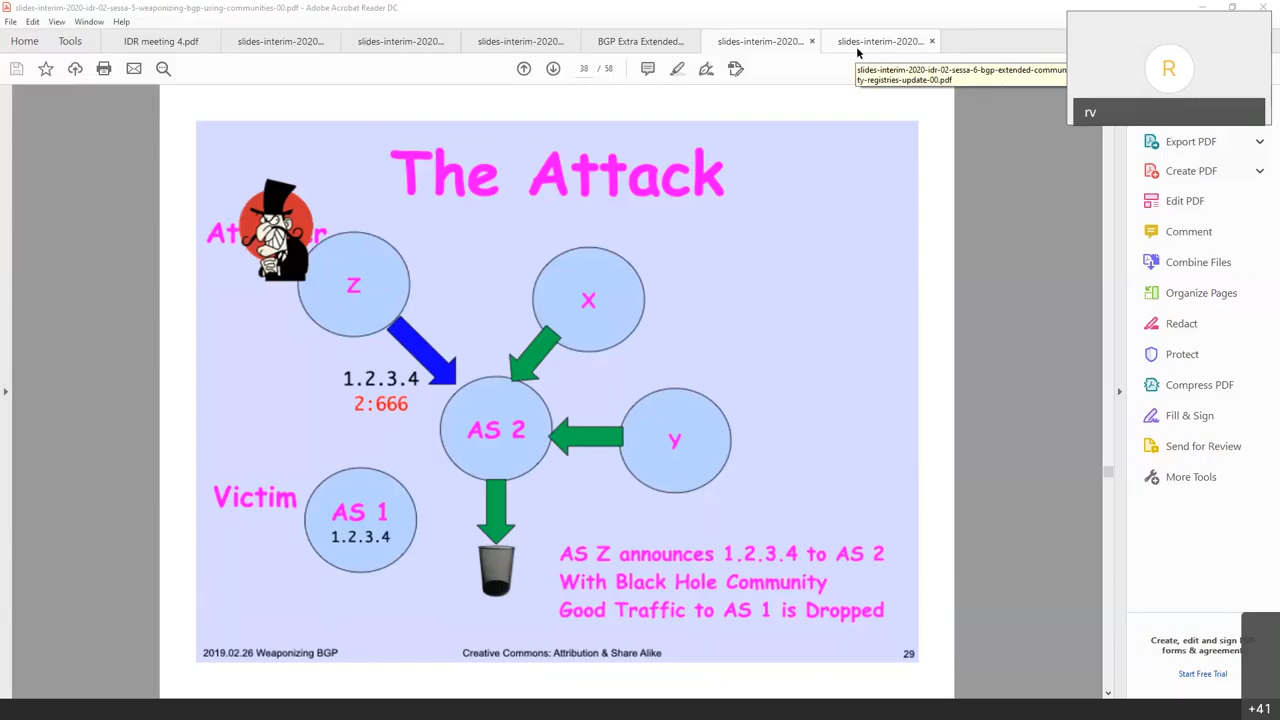 slides-interim-2020-idr-02-sessa-5-weaponizing-bgp-using-communities-00.pdf - Adobe Acrobat Reader DC
File Edit View Window Help
Home Tools IDR meeting 4.pdf slides-interim-2020... slides-interim-2020... slides-interim-2020... BGP Extra Extended... slides-interim-2020... × slides-interim-2020... ×
38 / 58
slides-interim-2020-idr-02-sessa-6-bgp-extended-commun
ty-registries-update-00.pdf
R
rv
Export PDF
Create PDF
Edit PDF
Comment
Combine Files
Organize Pages
Redact
Protect
Compress PDF
Fill & Sign
Send for Review
More Tools
The Attack
Z
X
1.2.3.4
2:666
AS 2
Y
Victim
AS 1
1.2.3.4
AS Z announces 1.2.3.4 to AS 2
With Black Hole Community
Good Traffic to AS 1 is Dropped
2019.02.26 Weaponizing BGP Creative Commons: Attribution & Share Alike 29
Create, edit and sign
forms & agreements
Start Free Trial
+41